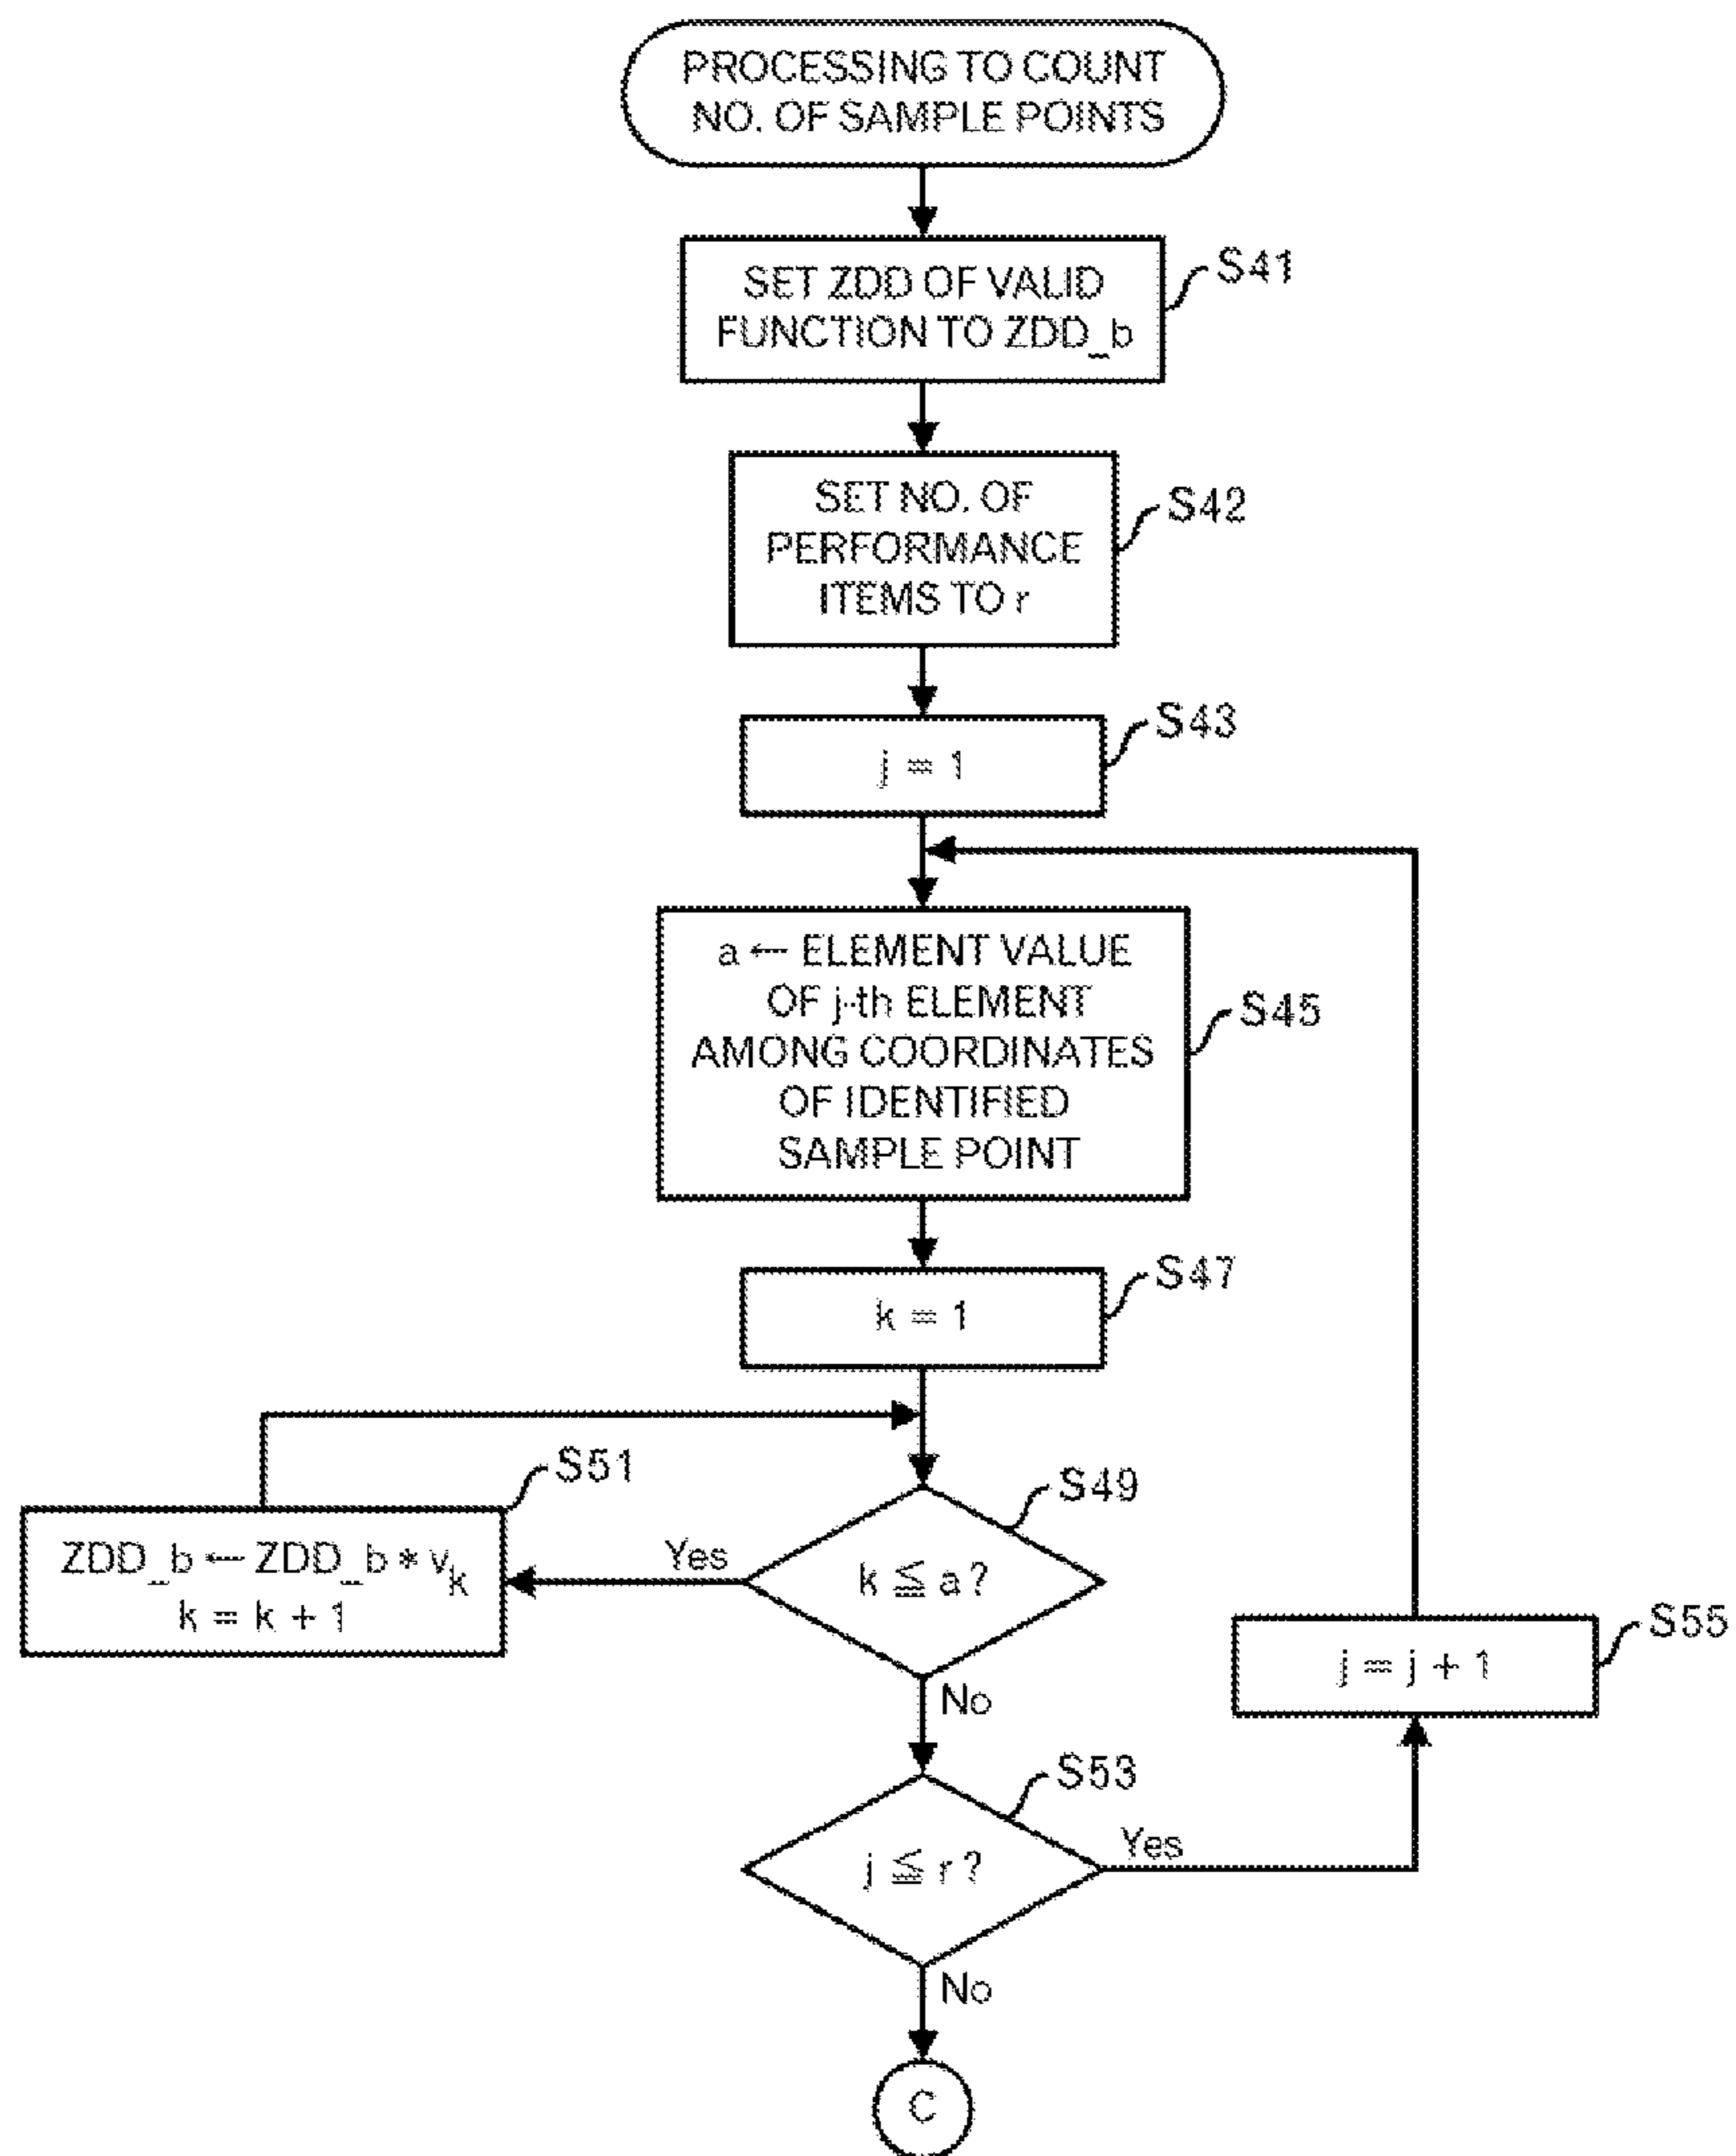 PROCESSING TO COUNT
NO. OF SAMPLE POINTS
SET ZDD OF VALID
FUNCTION TO ZDD_b
S41
SET NO. OF
PERFORMANCE
ITEMS TO r
S42
j = 1
S43
a ← ELEMENT VALUE
OF j-th ELEMENT
AMONG COORDINATES
OF IDENTIFIED
SAMPLE POINT
S45
k = 1
S47
S51
ZDD_b ← ZDD_b * v_k
k = k + 1
S49
k ≦ a ?
Yes
No
S55
j = j + 1
S53
j ≦ r ?
Yes
No
C